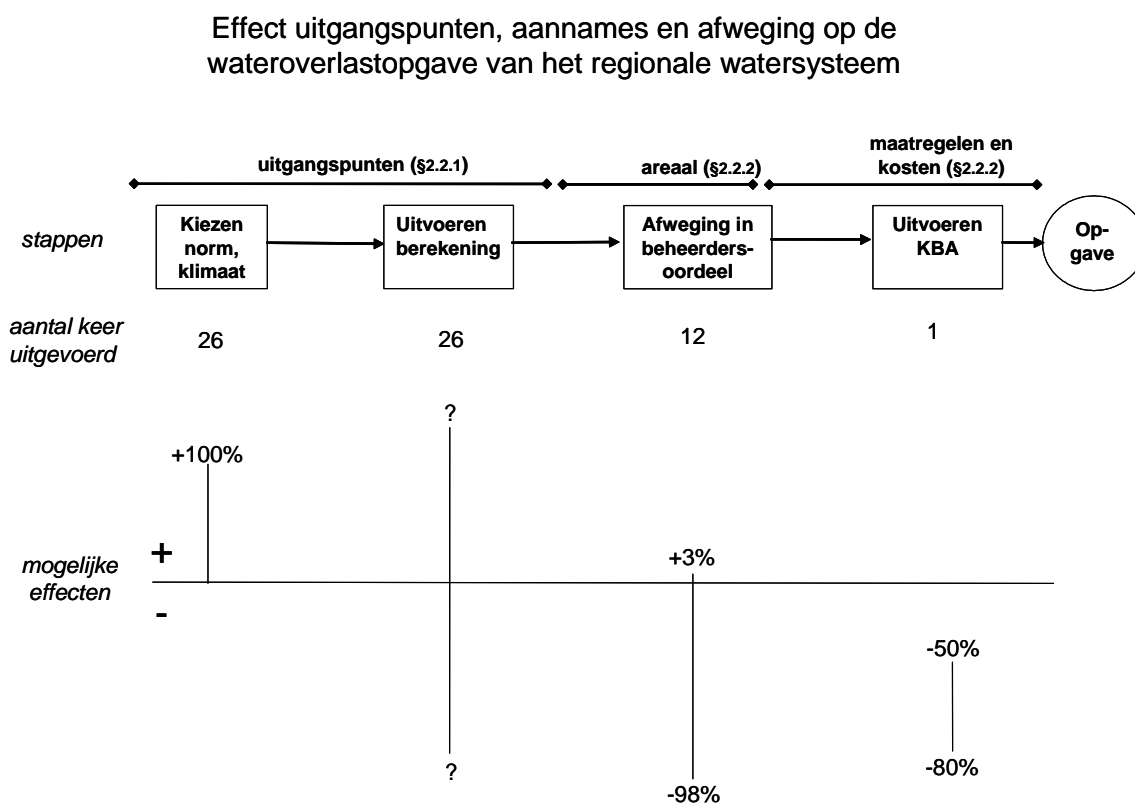 Effect uitgangspunten, aannames en afweging op de
wateroverlastopgave van het regionale watersysteem
uitgangspunten (§2.2.1)
areaal (§2.2.2)
maatregelen en
kosten (§2.2.2)
stappen
Kiezen
norm,
klimaat
Uitvoeren
berekening
Afweging in
beheerders-
oordeel
Uitvoeren
KBA
Op-
gave
aantal keer
uitgevoerd
26
26
12
1
?
+100%
+
mogelijke
effecten
-
+3%
-50%
?
-98%
-80%